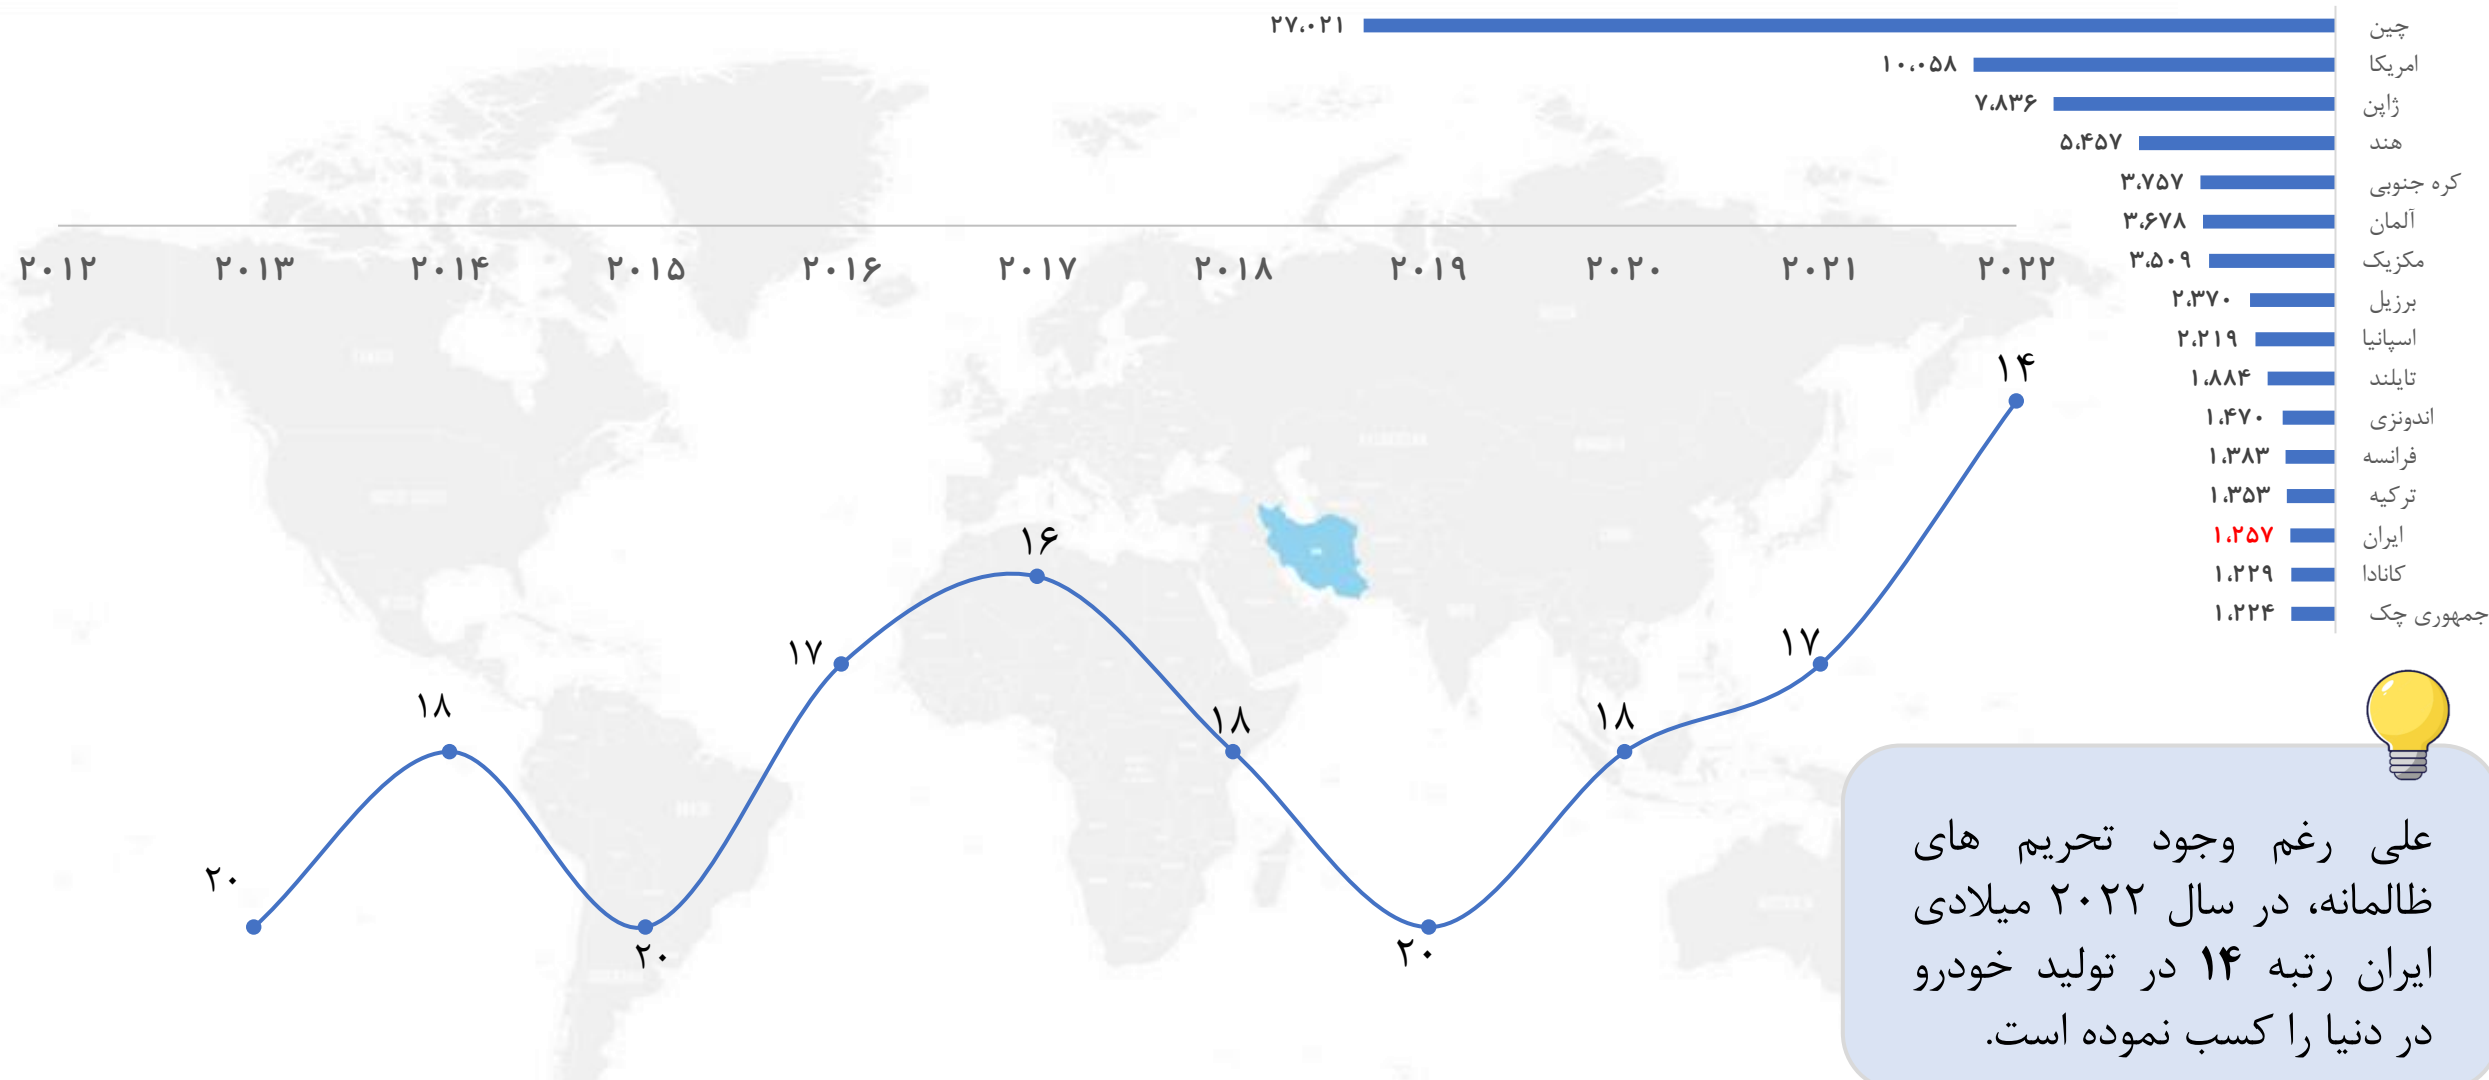 چین ۲۷،۰۲۱
امریکا ۱۰،۰۵۸
ژاپن ۷،۸۳۶
هند ۵،۴۵۷
کره جنوبی ۳،۷۵۷
آلمان ۳،۶۷۸
مکزیک ۳،۵۰۹
برزیل ۲،۳۷۰
اسپانیا ۲،۲۱۹
تایلند ۱،۸۸۴
اندونزی ۱،۴۷۰
فرانسه ۱،۳۸۳
ترکیه ۱،۳۵۳
ایران ۱،۲۵۷
کانادا ۱،۲۲۹
جمهوری چک ۱،۲۲۴
۲۰۱۲ ۲۰۱۳ ۲۰۱۴ ۲۰۱۵ ۲۰۱۶ ۲۰۱۷ ۲۰۱۸ ۲۰۱۹ ۲۰۲۰ ۲۰۲۱ ۲۰۲۲
۲۰
۱۸
۲۰
۱۷
۱۶
۱۸
۲۰
۱۸
۱۷
۱۴
علی رغم وجود تحریم های
ظالمانه، در سال ۲۰۲۲ میلادی
ایران رتبه ۱۴ در تولید خودرو
در دنیا را کسب نموده است.